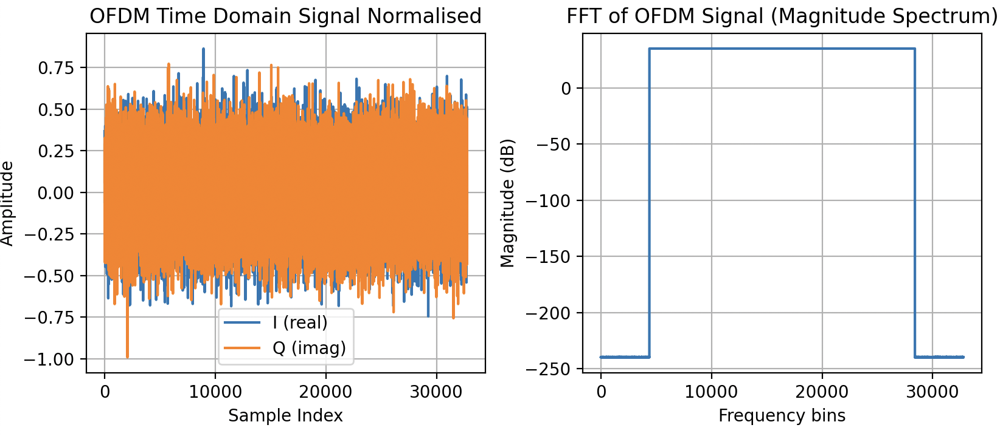 OFDM Time Domain Signal Normalised
0.75
0.50
0.25
0.00
−0.25
−0.50
−0.75
−1.00
Amplitude
I (real)
Q (imag)
0 10000 20000 30000
Sample Index
FFT of OFDM Signal (Magnitude Spectrum)
0
−50
−100
−150
−200
−250
Magnitude (dB)
0 10000 20000 30000
Frequency bins